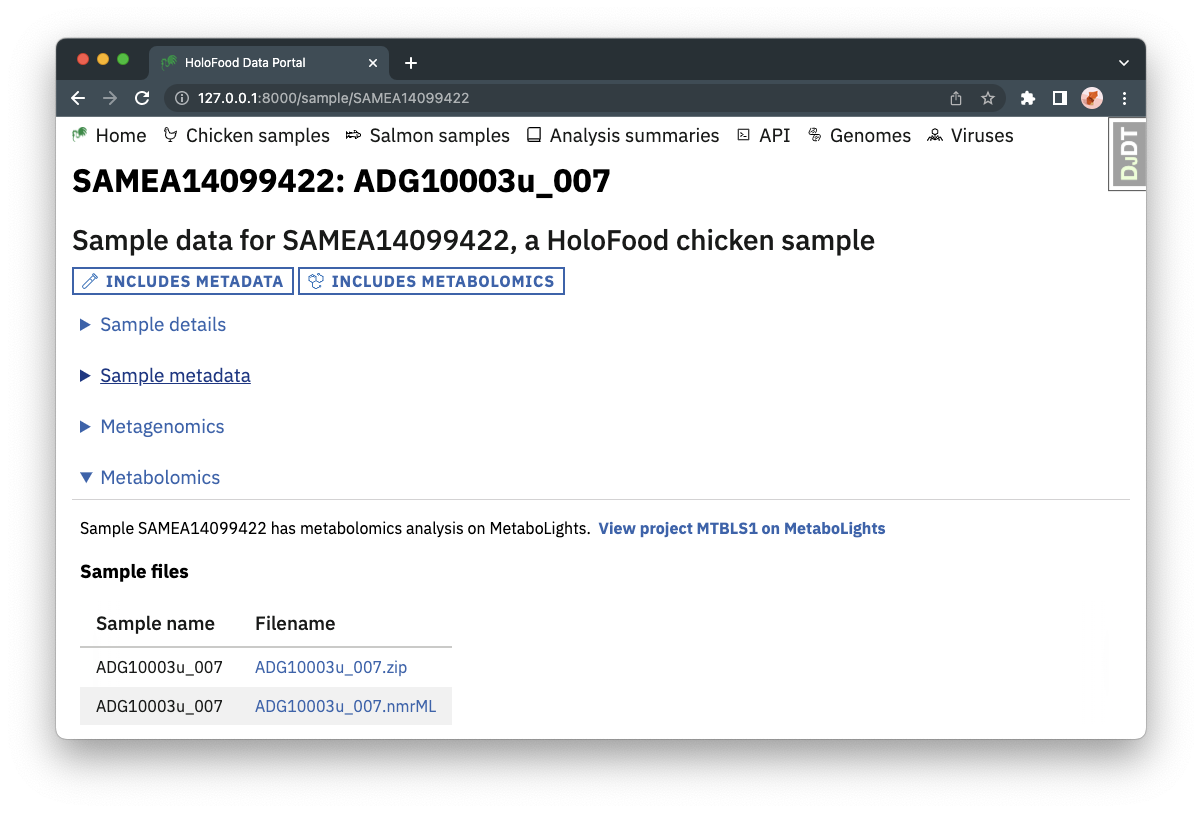 HoloFood Data Portal
127.0.0.1:8000/sample/SAMEA14099422
Home Chicken samples Salmon samples Analysis summaries API Genomes Viruses
DJDT
SAMEA14099422: ADG10003u_007
Sample data for SAMEA14099422, a HoloFood chicken sample
INCLUDES METADATA INCLUDES METABOLOMICS
Sample details
Sample metadata
Metagenomics
Metabolomics
Sample SAMEA14099422 has metabolomics analysis on MetaboLights. View project MTBLS1 on MetaboLights
Sample files
Sample name Filename
ADG10003u_007 ADG10003u_007.zip
ADG10003u_007 ADG10003u_007.nmrML